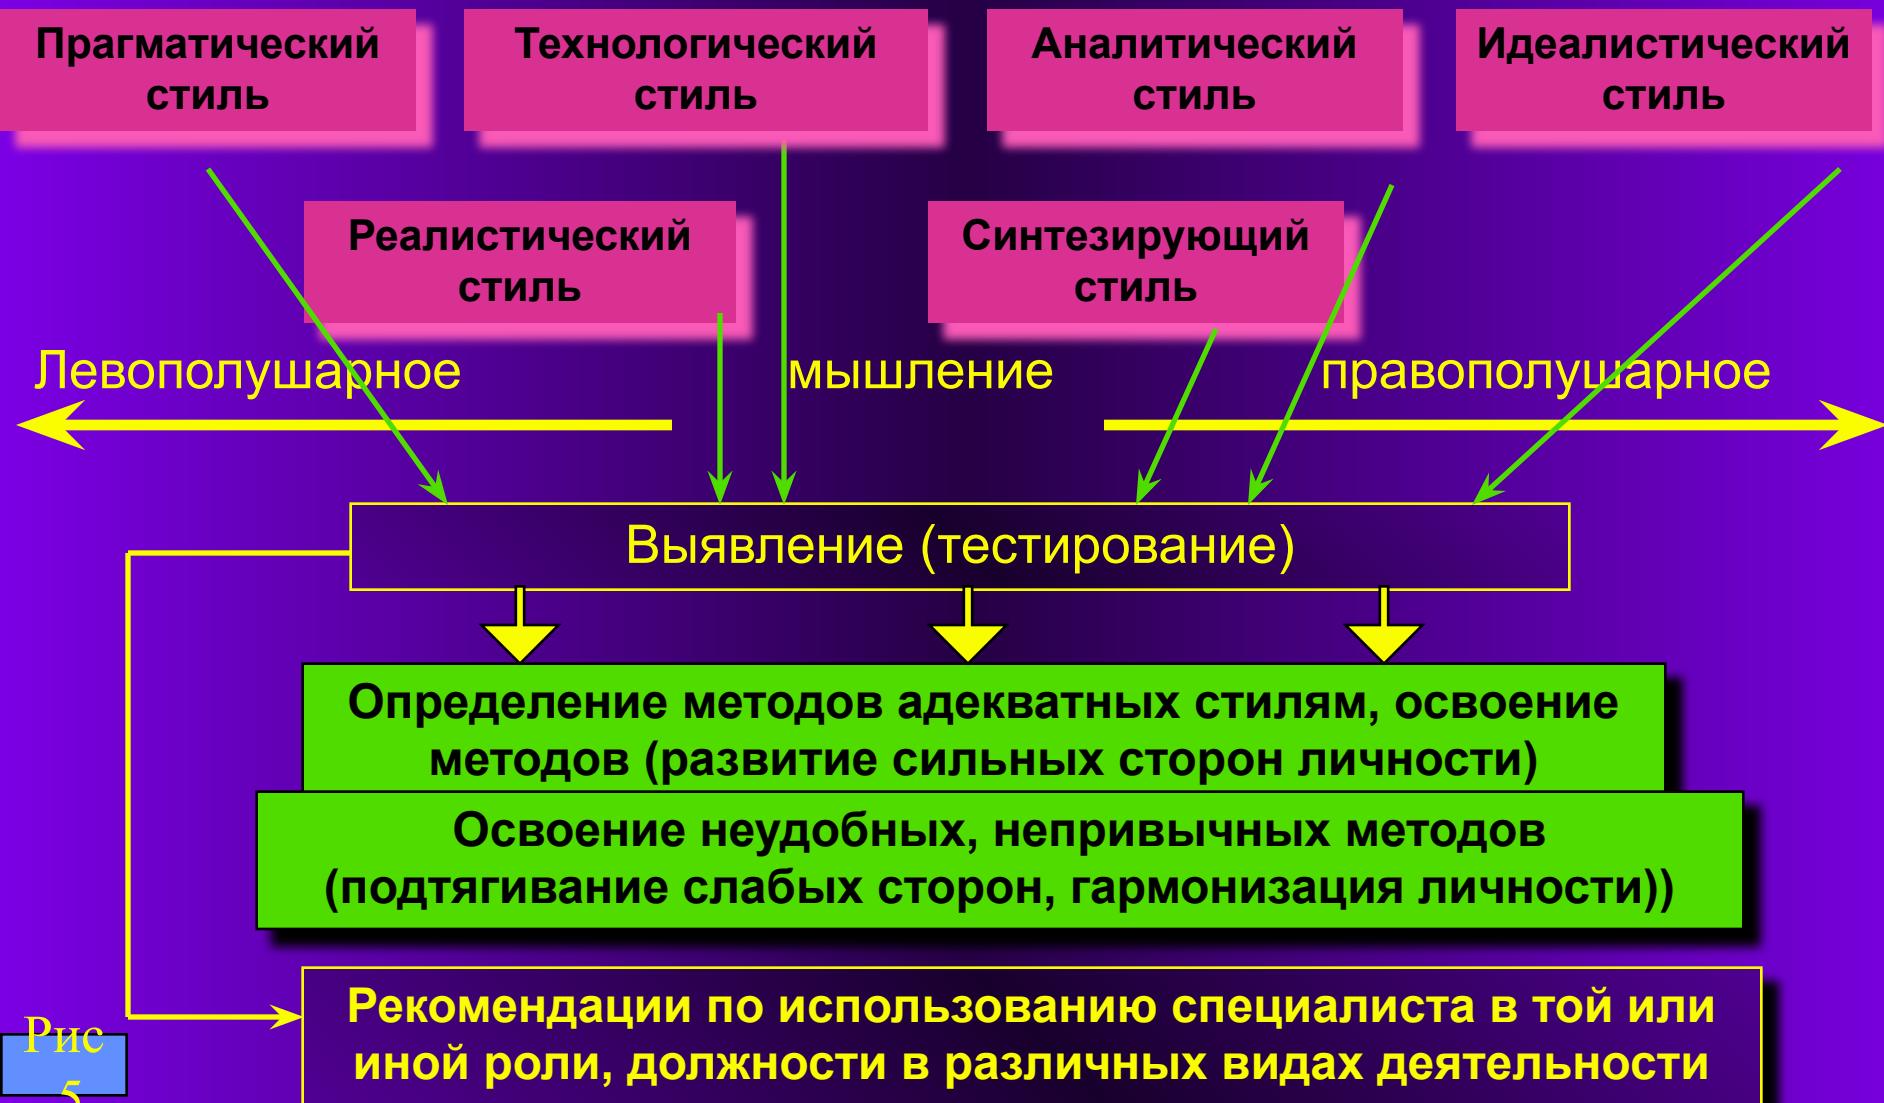 Прагматический
стиль
Технологический
стиль
Аналитический
стиль
Идеалистический
стиль
Реалистический
стиль
Синтезирующий
стиль
Левополушарное мышление правополушарное
Выявление (тестирование)
Определение методов адекватных стилям, освоение
методов (развитие сильных сторон личности)
Освоение неудобных, непривычных методов
(подтягивание слабых сторон, гармонизация личности))
Рекомендации по использованию специалиста в той или
иной роли, должности в различных видах деятельности
Рис
5